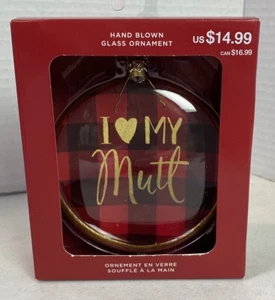 HAND BLOWN
GLASS ORNAMENT
US $14.99
CAN $16.99
I ♥ MY
Mutt
ORNEMENT EN VERRE
SOUFFLÉ À LA MAIN